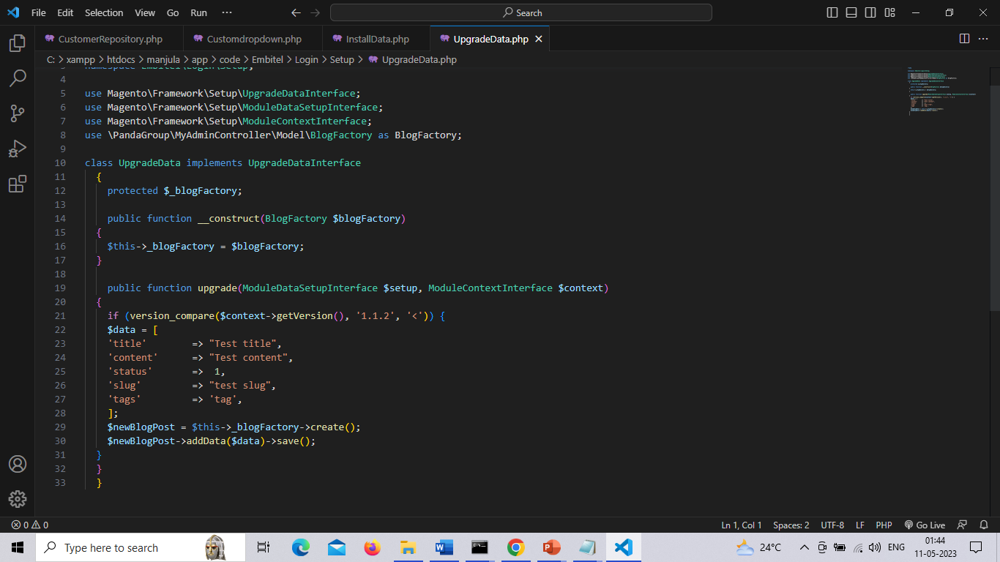 File Edit Selection View Go Run ··· Search
CustomerRepository.php Customdropdown.php InstallData.php UpgradeData.php
C: > xampp > htdocs > manjula > app > code > Embitel > Login > Setup > UpgradeData.php
3 namespace Embitel\Login\Setup;
4
5 use Magento\Framework\Setup\UpgradeDataInterface;
6 use Magento\Framework\Setup\ModuleDataSetupInterface;
7 use Magento\Framework\Setup\ModuleContextInterface;
8 use \PandaGroup\MyAdminController\Model\BlogFactory as BlogFactory;
9
10 class UpgradeData implements UpgradeDataInterface
11 {
12 protected $_blogFactory;
13
14 public function __construct(BlogFactory $blogFactory)
15 {
16 $this->_blogFactory = $blogFactory;
17 }
18
19 public function upgrade(ModuleDataSetupInterface $setup, ModuleContextInterface $context)
20 {
21 if (version_compare($context->getVersion(), '1.1.2', '<')) {
22 $data = [
23 'title' => "Test title",
24 'content' => "Test content",
25 'status' => 1,
26 'slug' => "test slug",
27 'tags' => 'tag',
28 ];
29 $newBlogPost = $this->_blogFactory->create();
30 $newBlogPost->addData($data)->save();
31 }
32 }
33 }
0 0 Ln 1, Col 1 Spaces: 2 UTF-8 LF PHP Go Live
Type here to search 24°C ENG 01:44
11-05-2023